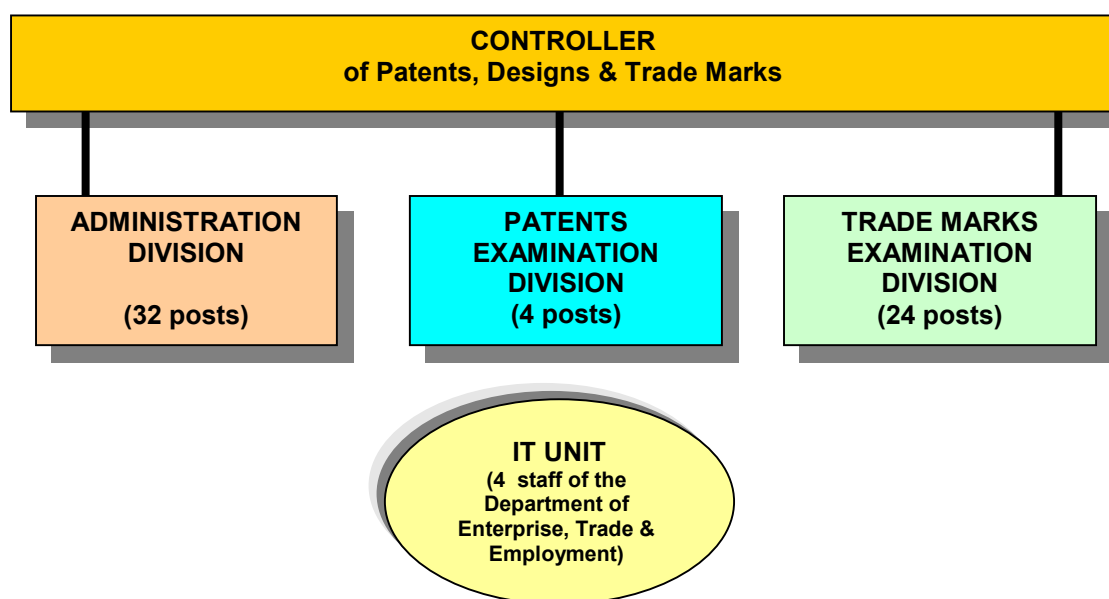 CONTROLLER
of Patents, Designs & Trade Marks
ADMINISTRATION
DIVISION
(32 posts)
PATENTS
EXAMINATION
DIVISION
(4 posts)
TRADE MARKS
EXAMINATION
DIVISION
(24 posts)
IT UNIT
(4 staff of the
Department of
Enterprise, Trade &
Employment)